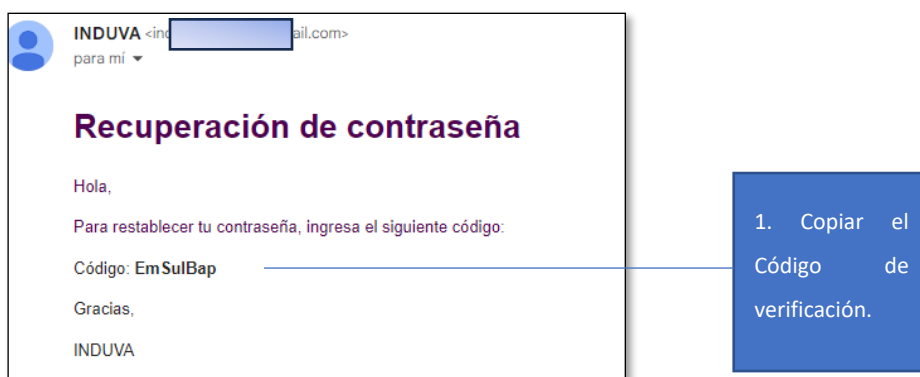 INDUVA <ind ail.com>
para mí
Recuperación de contraseña
Hola,
Para restablecer tu contraseña, ingresa el siguiente código:
Código: EmSulBap
Gracias,
INDUVA
1. Copiar el
Código de
verificación.